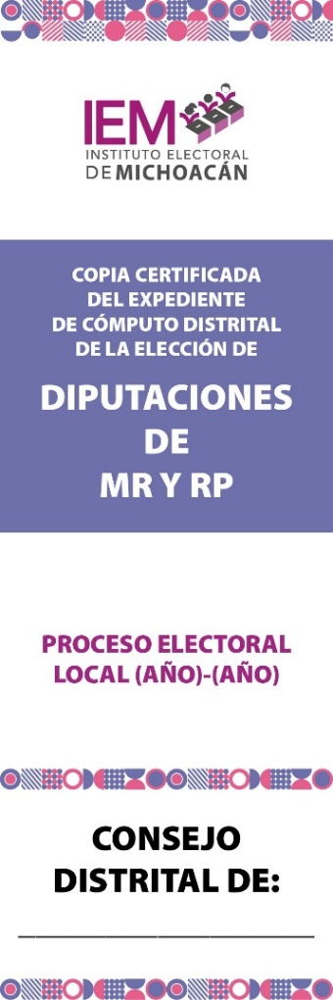 IEM
INSTITUTO ELECTORAL
DE MICHOACÁN
COPIA CERTIFICADA
DEL EXPEDIENTE
DE CÓMPUTO DISTRITAL
DE LA ELECCIÓN DE
DIPUTACIONES
DE
MR Y RP
PROCESO ELECTORAL
LOCAL (AÑO)-(AÑO)
CONSEJO
DISTRITAL DE: